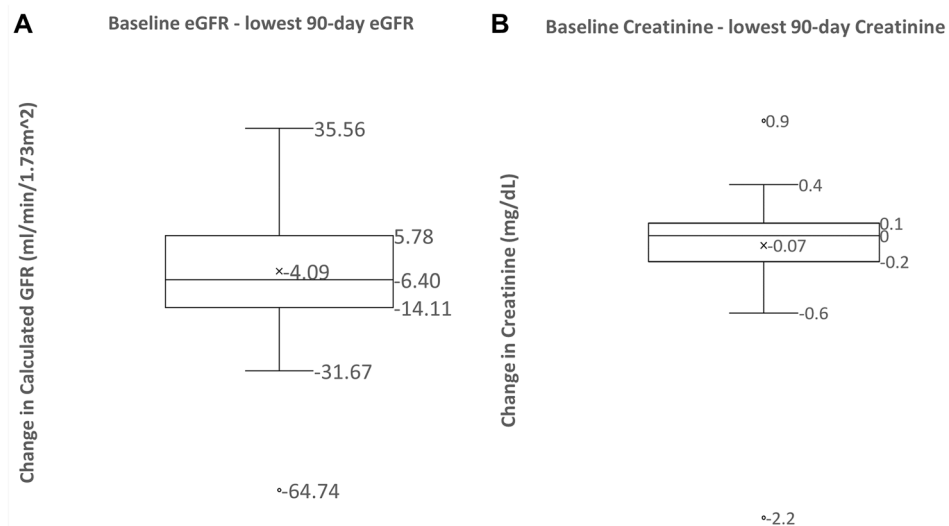 A
Baseline eGFR - lowest 90-day eGFR
Change in Calculated GFR (ml/min/1.73m^2)
35.56
5.78
-4.09
-6.40
-14.11
-31.67
-64.74
B
Baseline Creatinine - lowest 90-day Creatinine
Change in Creatinine (mg/dL)
0.9
0.4
0.1
0
-0.07
-0.2
-0.6
-2.2